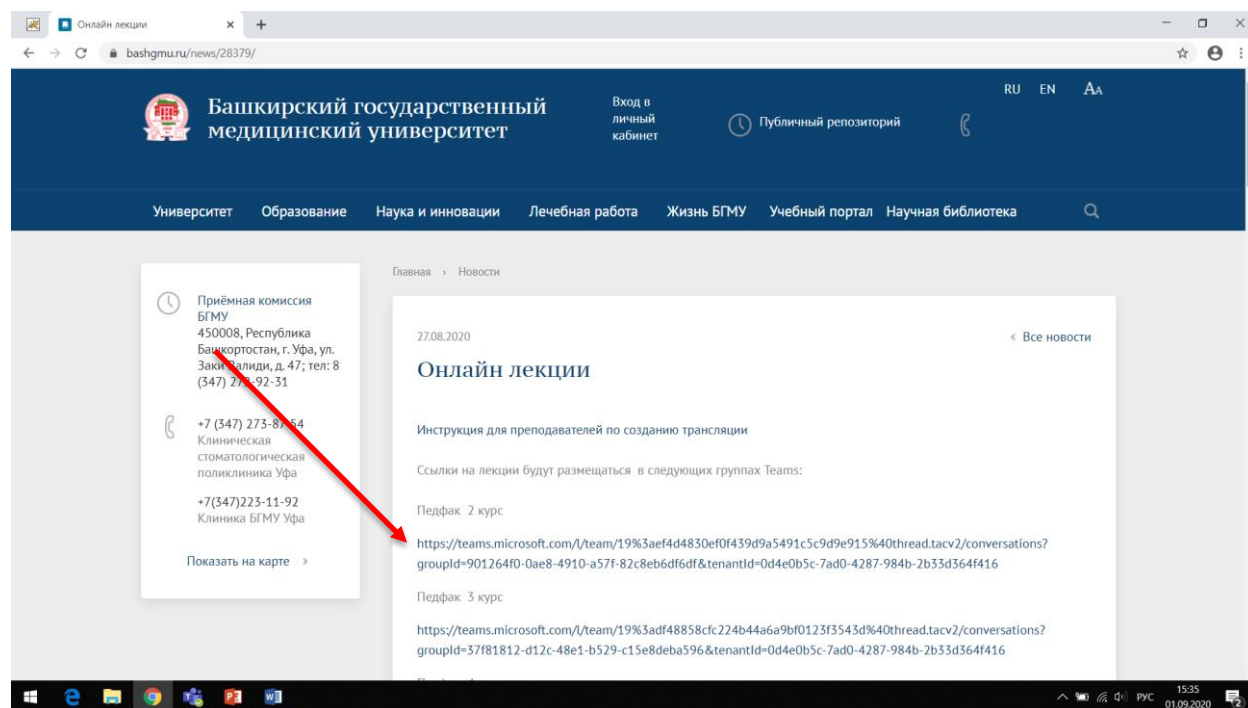 Онлайн лекции
bashgmu.ru/news/28379/
Башкирский государственный
медицинский университет
Вход в
личный
кабинет
Публичный репозиторий
RU EN AA
Университет Образование Наука и инновации Лечебная работа Жизнь БГМУ Учебный портал Научная библиотека
Главная › Новости
Приёмная комиссия
БГМУ
450008, Республика
Башкортостан, г. Уфа, ул.
Заки Валиди, д. 47; тел: 8
(347) 92-31
+7 (347) 273-87-54
Клиническая
стоматологическая
поликлиника Уфа
+7(347)223-11-92
Клиника БГМУ Уфа
Показать на карте ›
27.08.2020
‹ Все новости
Онлайн лекции
Инструкция для преподавателей по созданию трансляции
Ссылки на лекции будут размещаться в следующих группах Teams:
Педфак 2 курс
https://teams.microsoft.com/l/team/19%3aef4d4830ef0f439d9a5491c5c9d9e915%40thread.tacv2/conversations?
groupId=901264f0-0ae8-4910-a57f-82c8eb6df6df&tenantId=0d4e0b5c-7ad0-4287-984b-2b33d364f416
Педфак 3 курс
https://teams.microsoft.com/l/team/19%3adf48858cfc224b44a6a9bf0123f3543d%40thread.tacv2/conversations?
groupId=37f81812-d12c-48e1-b529-c15e8deba596&tenantId=0d4e0b5c-7ad0-4287-984b-2b33d364f416
РУС
15:35
01.09.2020